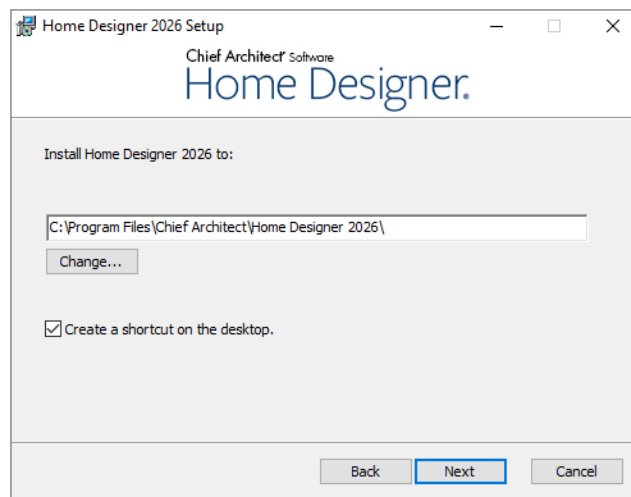 Home Designer 2026 Setup
Chief Architect® Software
Home Designer®
Install Home Designer 2026 to:
C:\Program Files\Chief Architect\Home Designer 2026\
Change...
Create a shortcut on the desktop.
Back Next Cancel